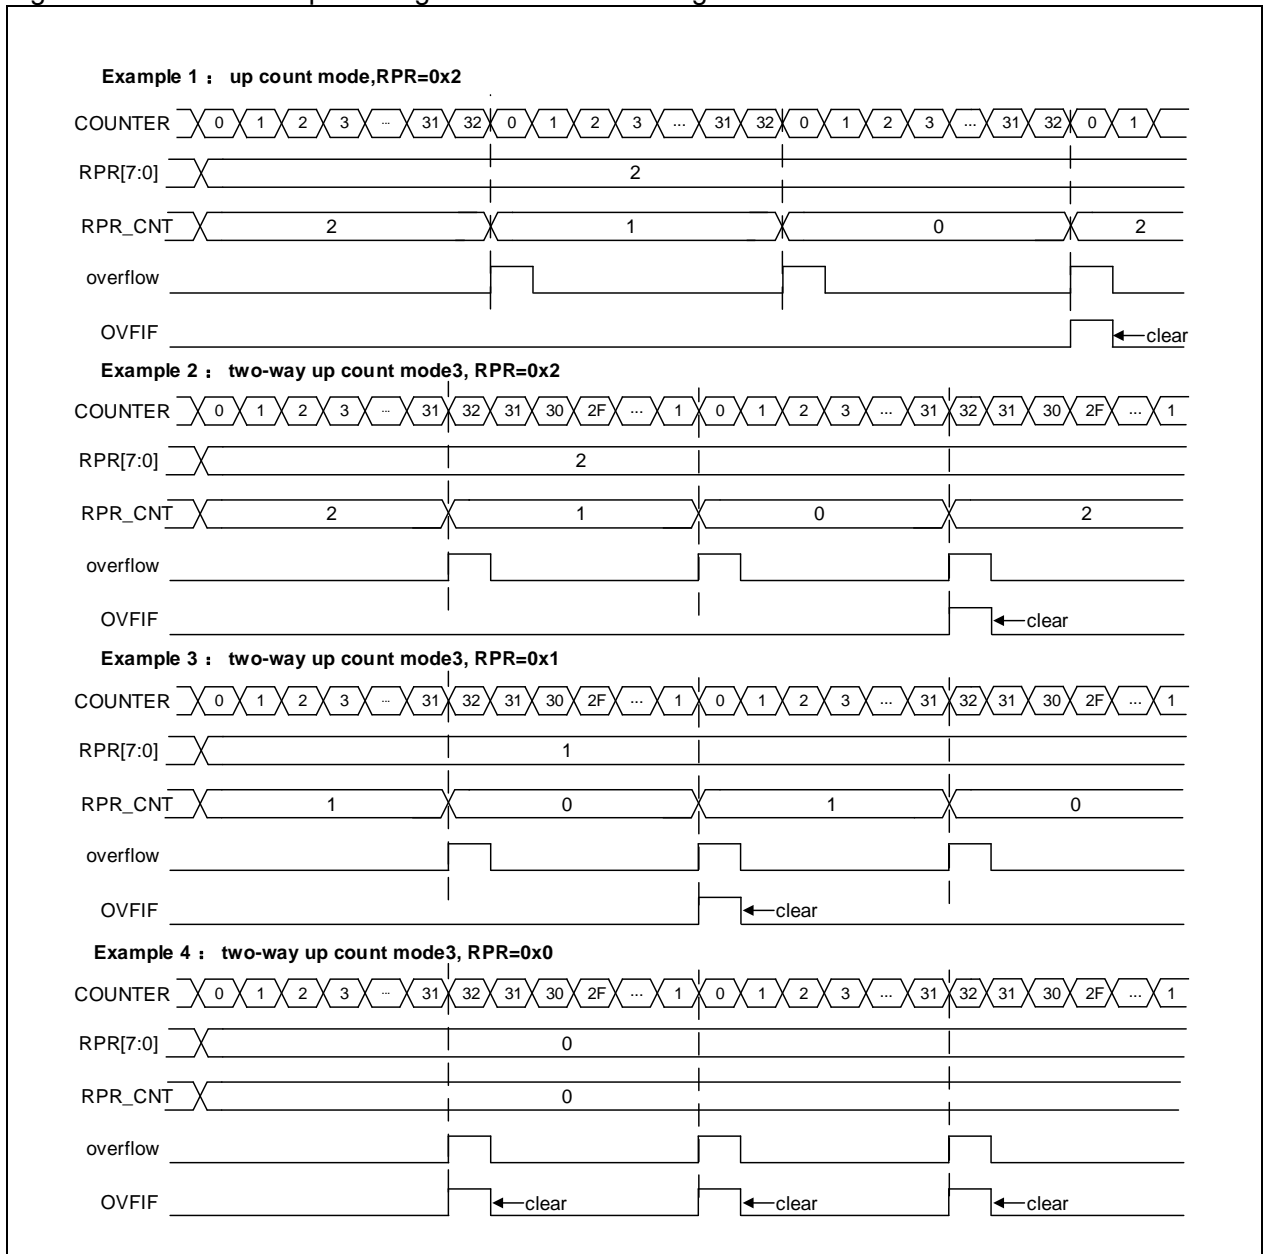 Example 1 : up count mode,RPR=0x2
COUNTER 0 1 2 3 ... 31 32 0 1 2 3 ... 31 32 0 1 2 3 ... 31 32 0 1
RPR[7:0] 2
RPR_CNT 2 1 0 2
overflow
OVFIF clear
Example 2 : two-way up count mode3, RPR=0x2
COUNTER 0 1 2 3 ... 31 32 31 30 2F ... 1 0 1 2 3 ... 31 32 31 30 2F ... 1
RPR[7:0] 2
RPR_CNT 2 1 0 2
overflow
OVFIF clear
Example 3 : two-way up count mode3, RPR=0x1
COUNTER 0 1 2 3 ... 31 32 31 30 2F ... 1 0 1 2 3 ... 31 32 31 30 2F ... 1
RPR[7:0] 1
RPR_CNT 1 0 1 0
overflow
OVFIF clear
Example 4 : two-way up count mode3, RPR=0x0
COUNTER 0 1 2 3 ... 31 32 31 30 2F ... 1 0 1 2 3 ... 31 32 31 30 2F ... 1
RPR[7:0] 0
RPR_CNT 0
overflow
OVFIF clear clear clear